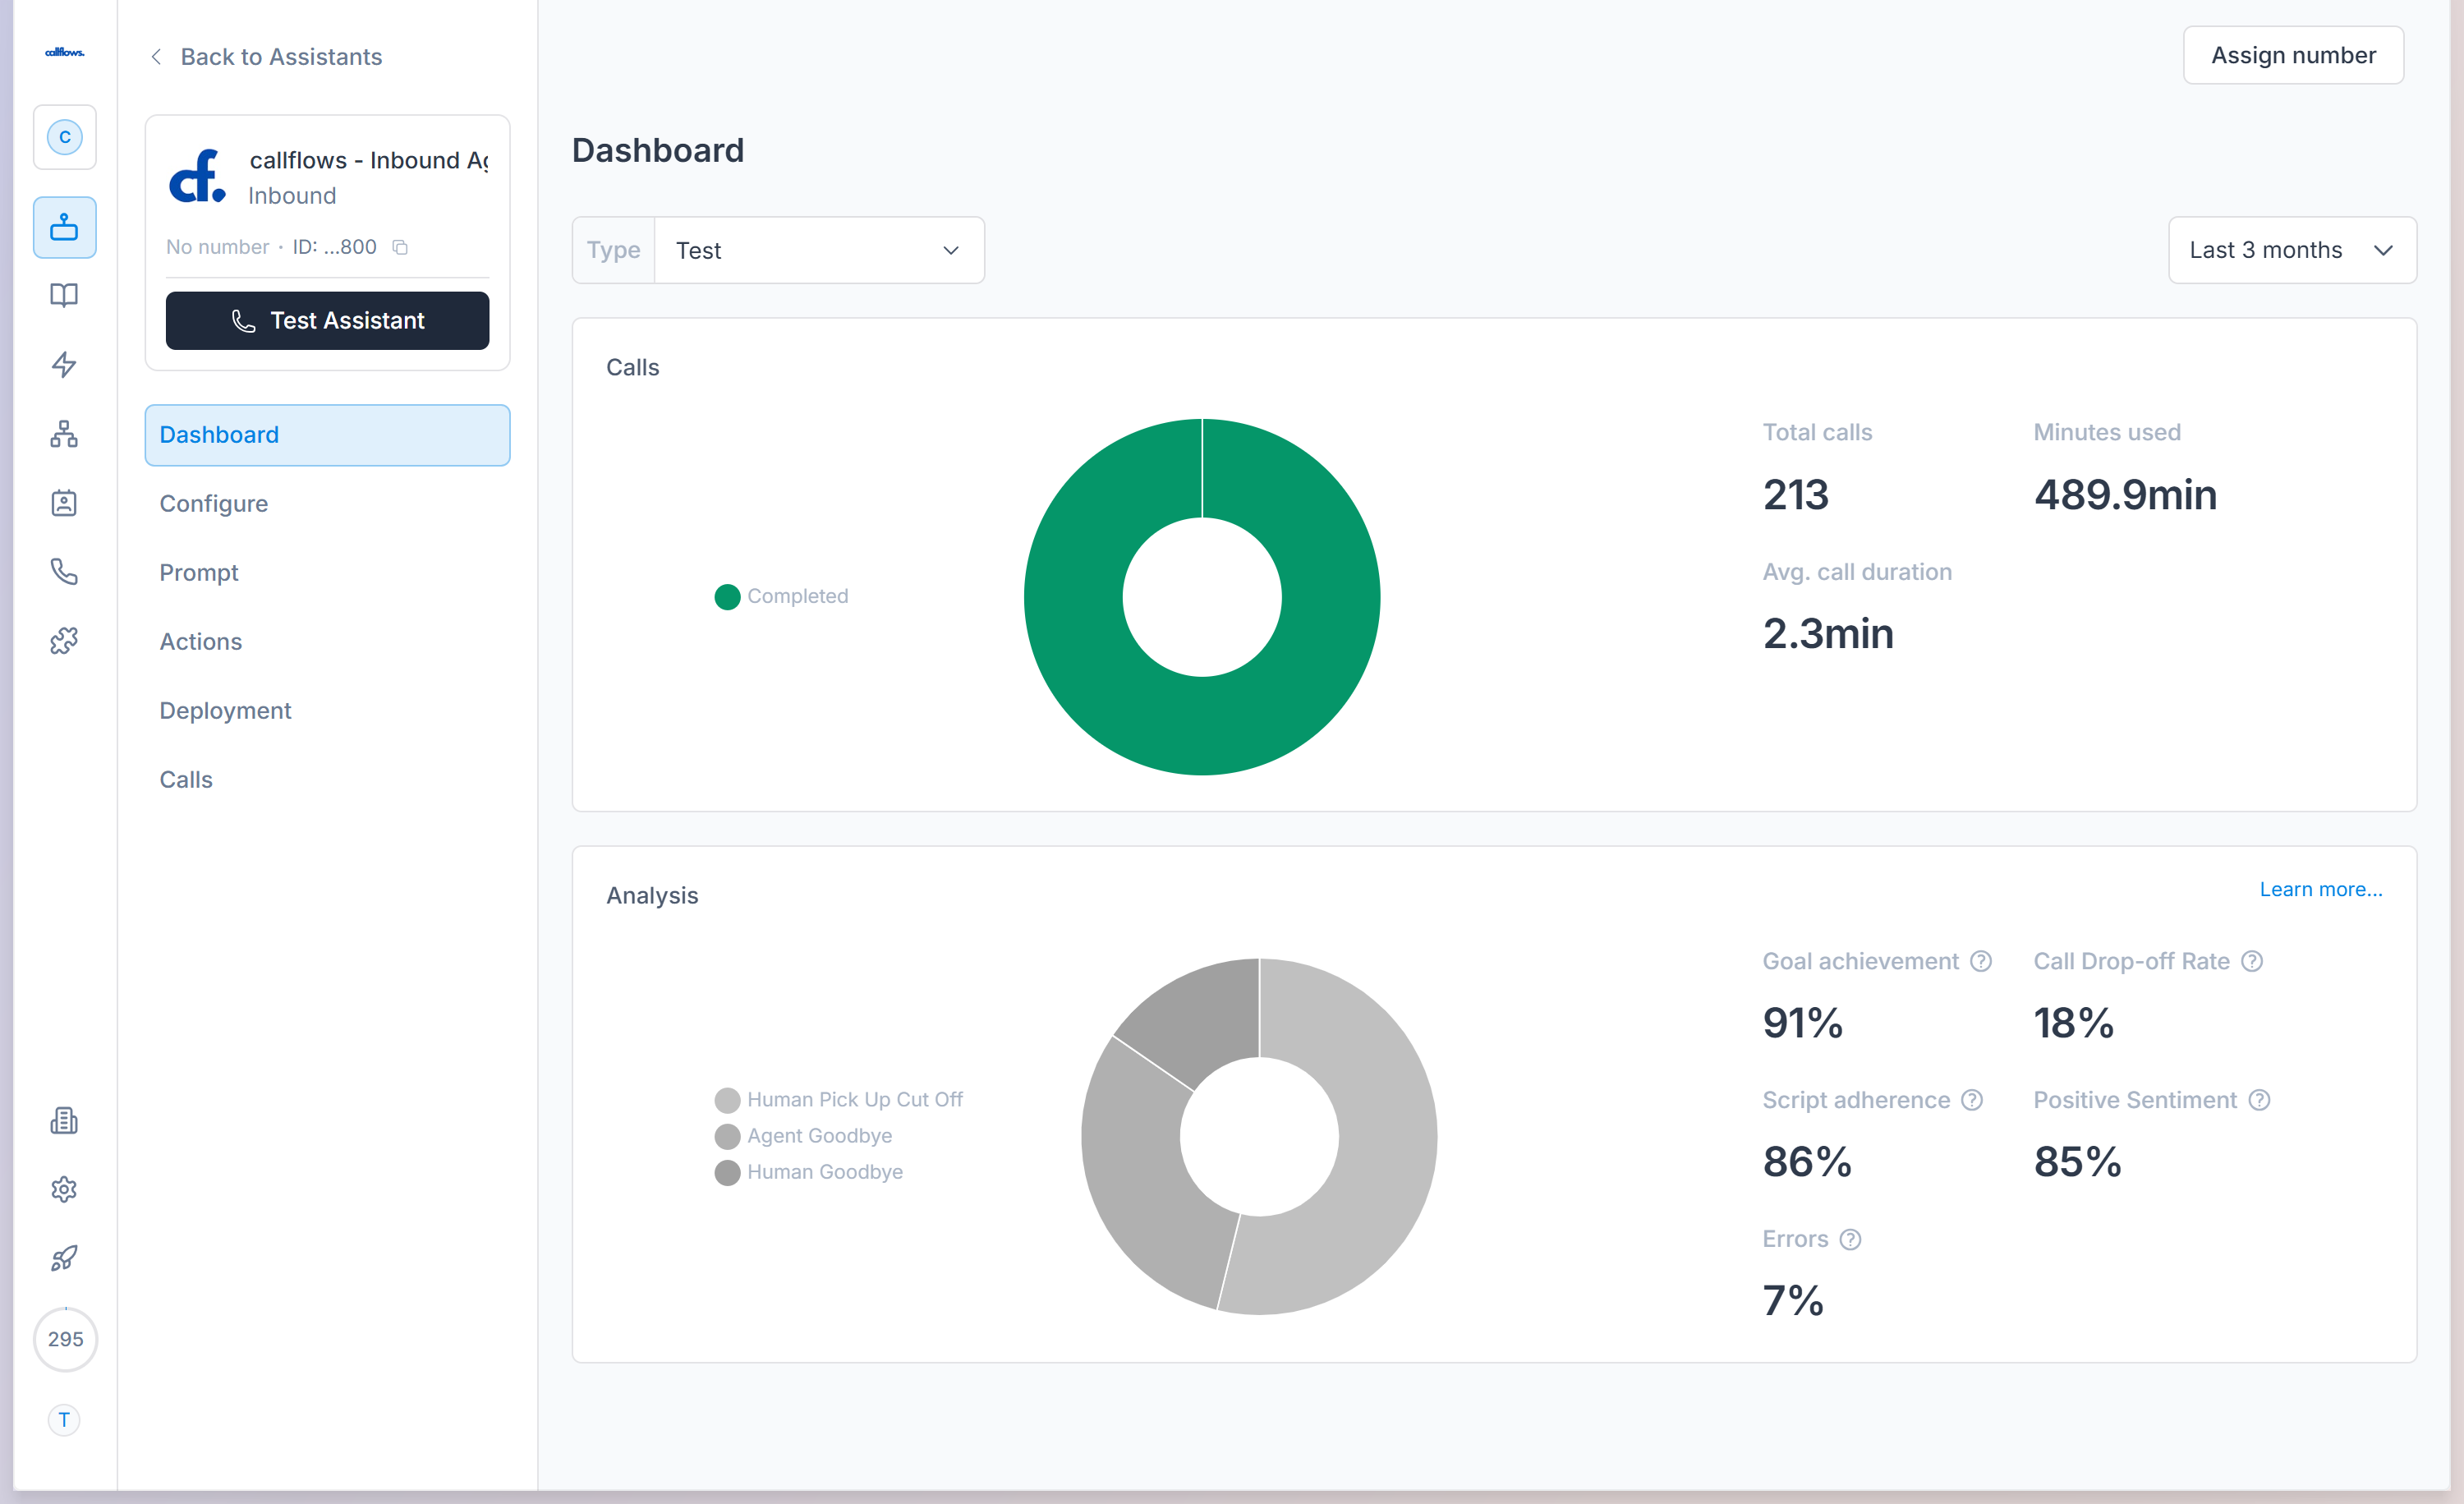 callflows.
C
295
T
Back to Assistants
cf.
callflows - Inbound Ag
Inbound
No number · ID: ...800
Test Assistant
Dashboard
Configure
Prompt
Actions
Deployment
Calls
Assign number
Dashboard
Type Test
Last 3 months
Calls
Completed
Total calls
213
Minutes used
489.9min
Avg. call duration
2.3min
Analysis
Learn more...
Human Pick Up Cut Off
Agent Goodbye
Human Goodbye
Goal achievement
91%
Call Drop-off Rate
18%
Script adherence
86%
Positive Sentiment
85%
Errors
7%